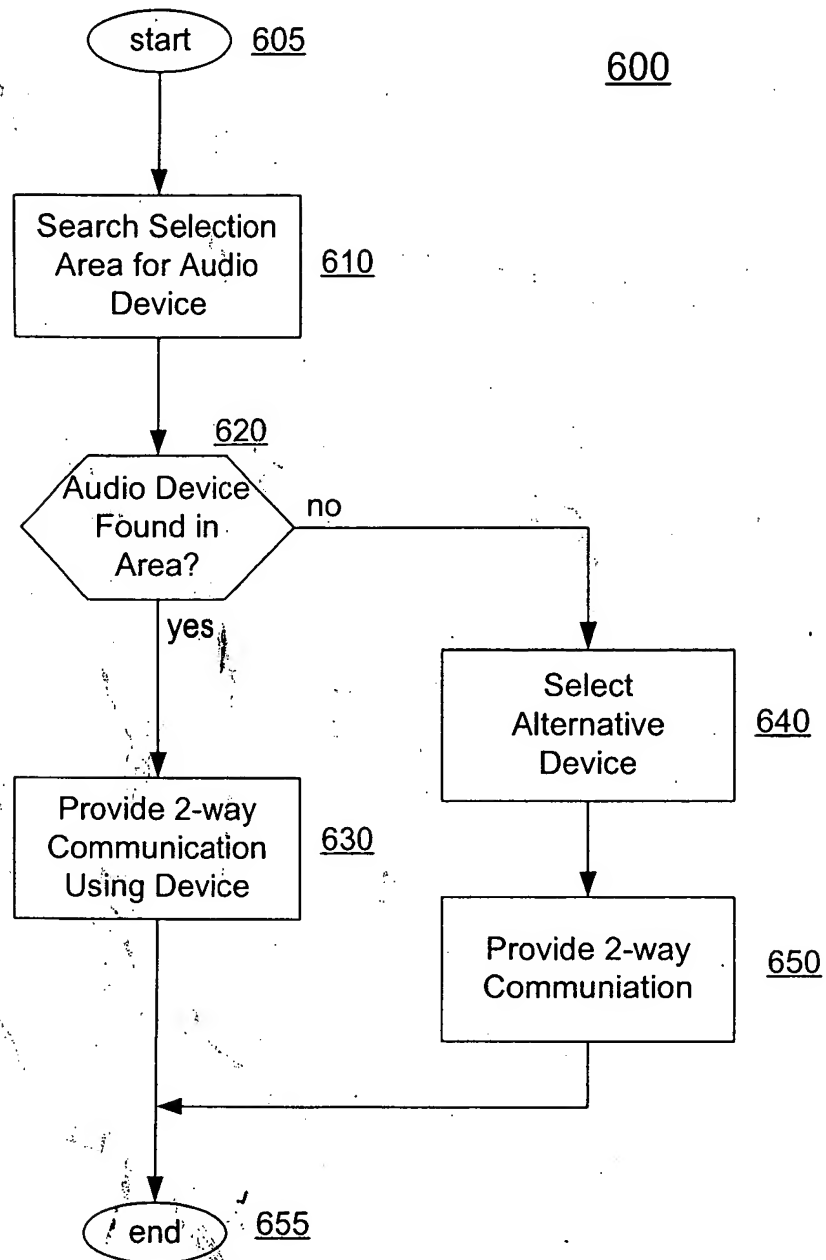 start 605
600
Search Selection
Area for Audio
Device
610
620
Audio Device
Found in
Area?
no
yes
Select
Alternative
Device
640
Provide 2-way
Communication
Using Device
630
Provide 2-way
Communiation
650
end 655